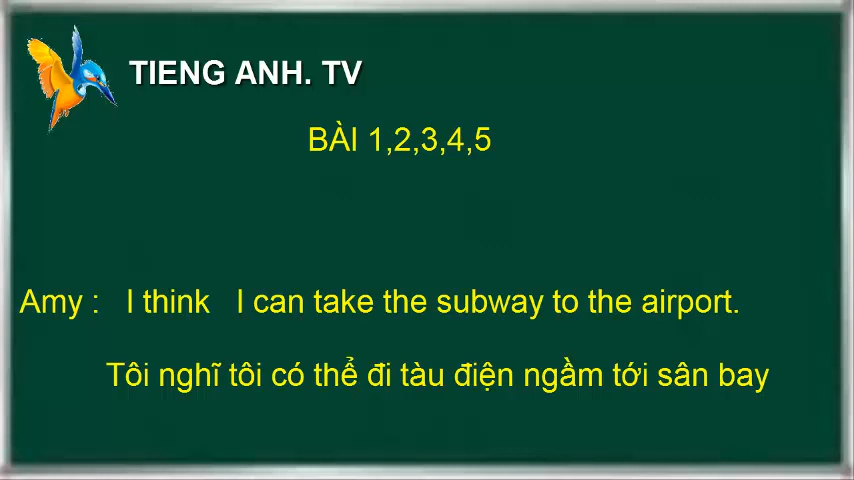 TIENG ANH. TV
BÀI 1,2,3,4,5
Amy : I think I can take the subway to the airport.
Tôi nghĩ tôi có thể đi tàu điện ngầm tới sân bay